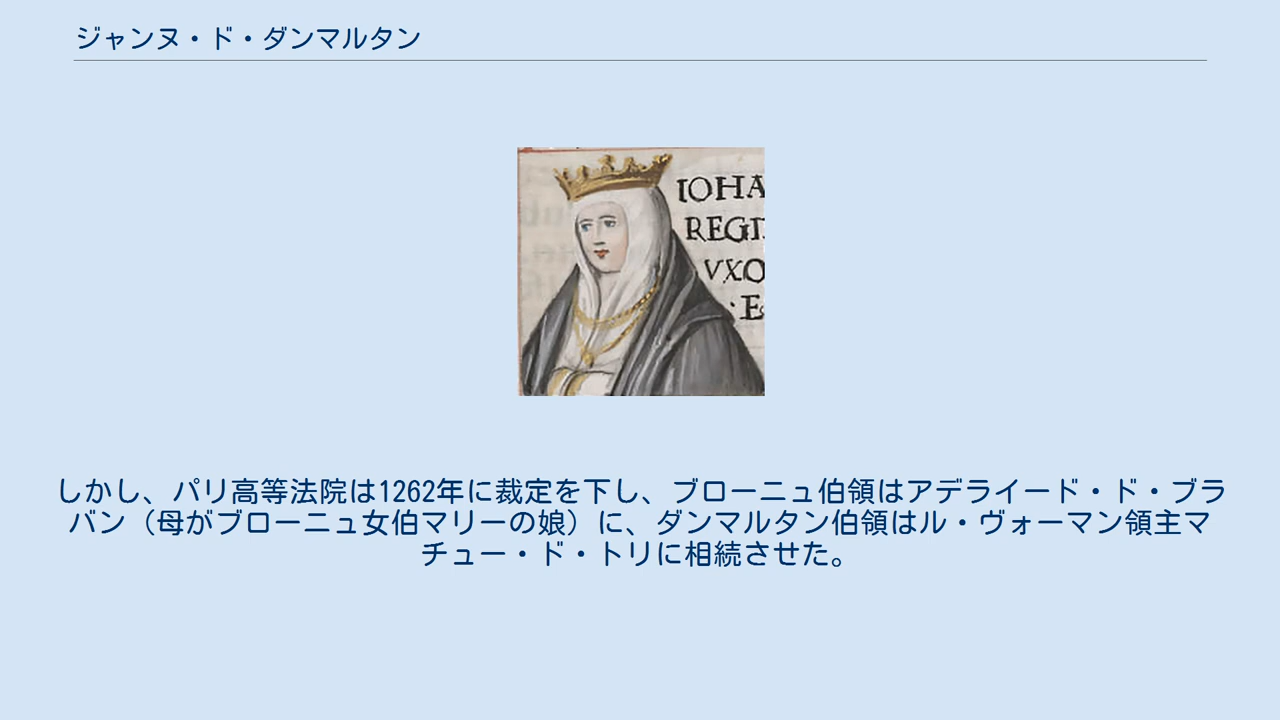 ジャンヌ・ド・ダンマルタン
IOHA
REGI
VXO
·E
しかし、パリ高等法院は1262年に裁定を下し、ブローニュ伯領はアデライード・ド・ブラ
バン（母がブローニュ女伯マリーの娘）に、ダンマルタン伯領はル・ヴォーマン領主マ
チュー・ド・トリに相続させた。